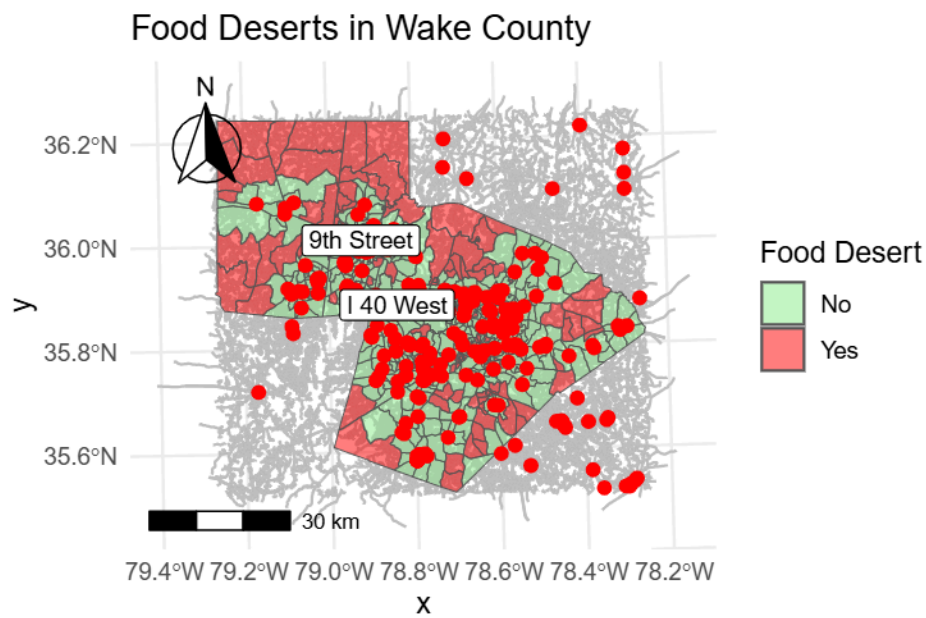 Food Deserts in Wake County
N
36.2°N
36.0°N
35.8°N
35.6°N
y
9th Street
I 40 West
30 km
79.4°W 79.2°W 79.0°W 78.8°W 78.6°W 78.4°W 78.2°W
x
Food Desert
No
Yes